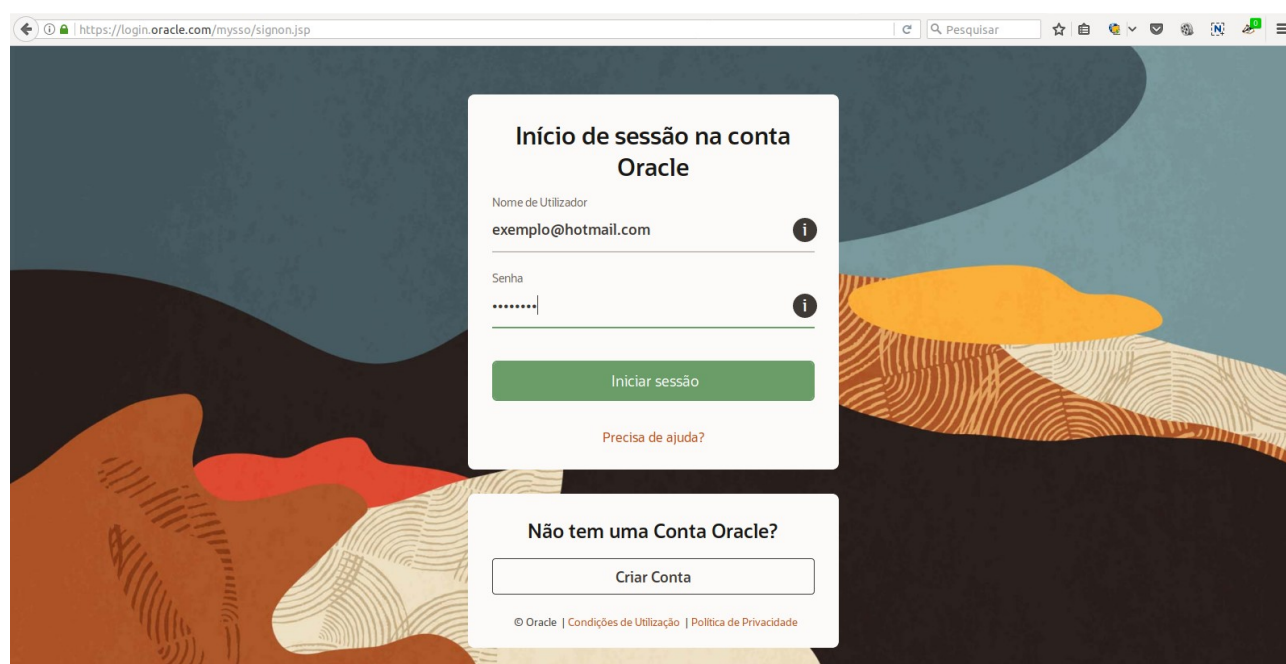 https://login.oracle.com/mysso/signon.jsp
Pesquisar
0
Início de sessão na conta
Oracle
Nome de Utilizador
exemplo@hotmail.com
i
Senha
••••••••
i
Iniciar sessão
Precisa de ajuda?
Não tem uma Conta Oracle?
Criar Conta
© Oracle | Condições de Utilização | Política de Privacidade